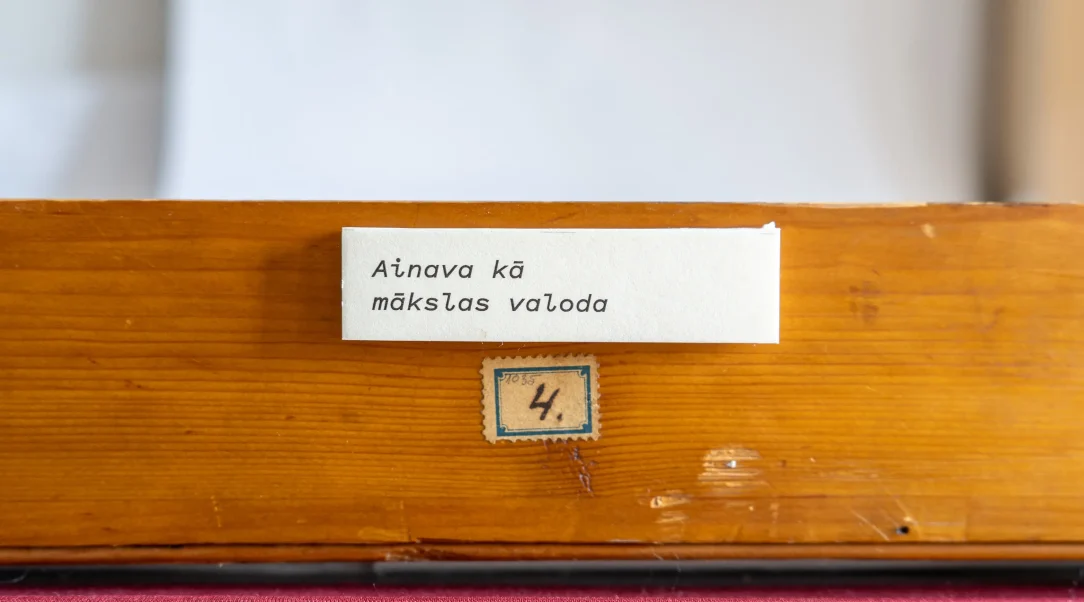 Ainava kā
mākslas valoda
4.